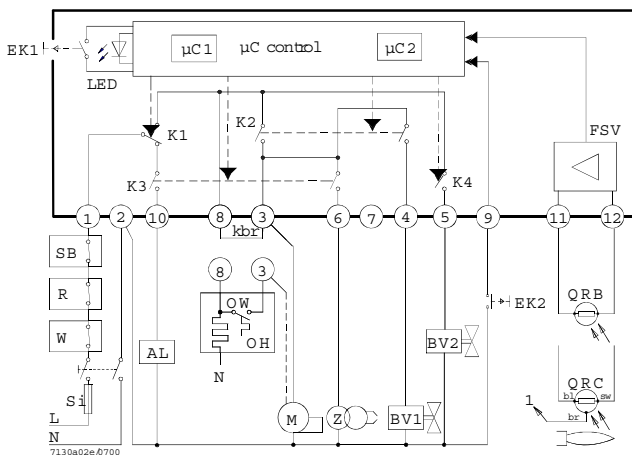 EK1
LED
µC1
µC control
µC2
K1
K2
K3
K4
FSV
1
2
10
8
3
6
7
4
5
9
11
12
kbr
SB
R
W
Si
L
N
AL
8
3
OW
OH
N
M
Z
BV1
BV2
EK2
QRB
QRC
bl
sw
br
1
7130a02e/0700